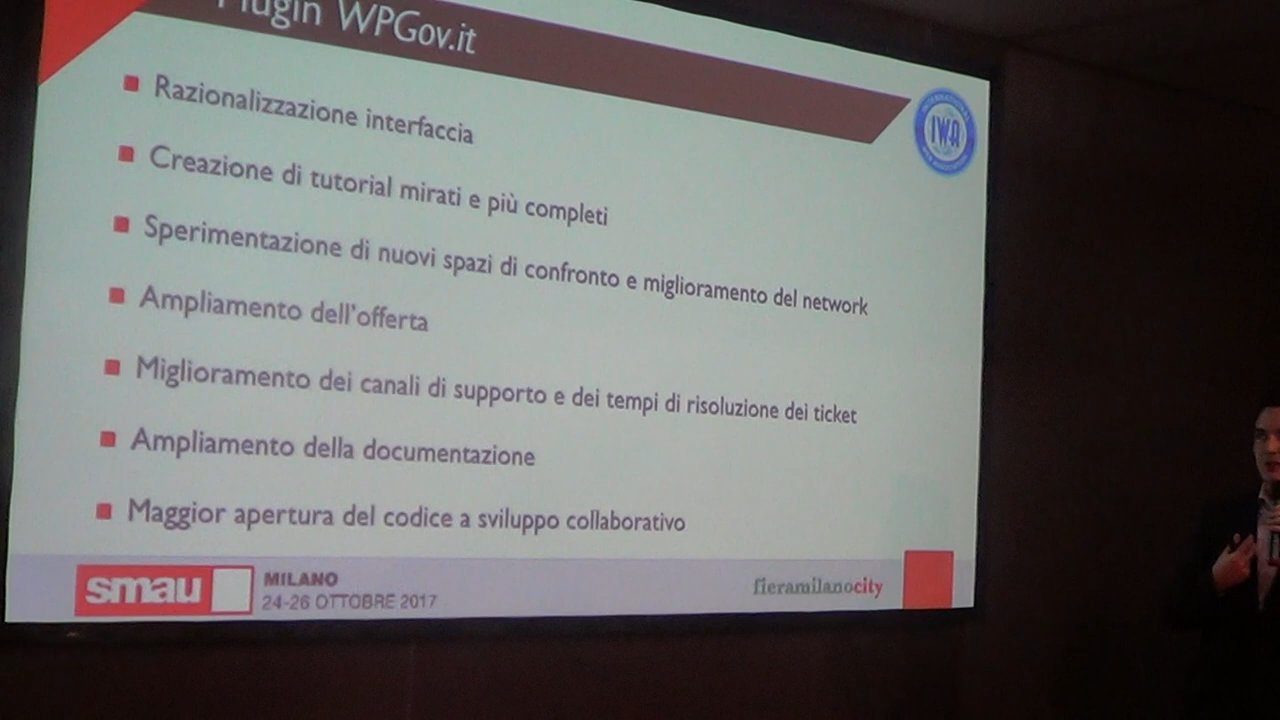 Plugin WPGov.it
Razionalizzazione interfaccia
Creazione di tutorial mirati e più completi
Sperimentazione di nuovi spazi di confronto e miglioramento del network
Ampliamento dell'offerta
Miglioramento dei canali di supporto e dei tempi di risoluzione dei ticket
Ampliamento della documentazione
Maggior apertura del codice a sviluppo collaborativo
INTERNATIONAL
IWA
smau
MILANO
24-26 OTTOBRE 2017
fieramilanocity